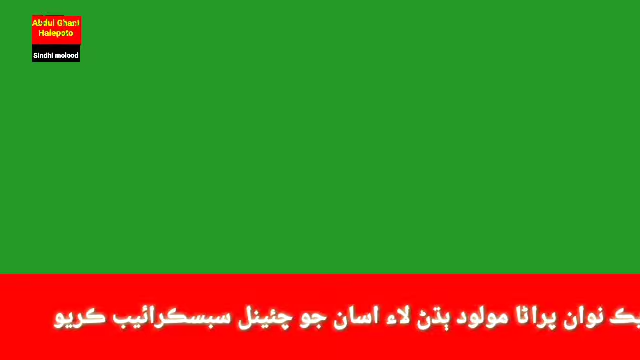 Abdul Ghani
Halepoto
Sindhi molood
نوان پراڻا مولود ٻڌڻ لاءِ اسان جو چئينل سبسڪرائيب ڪريو